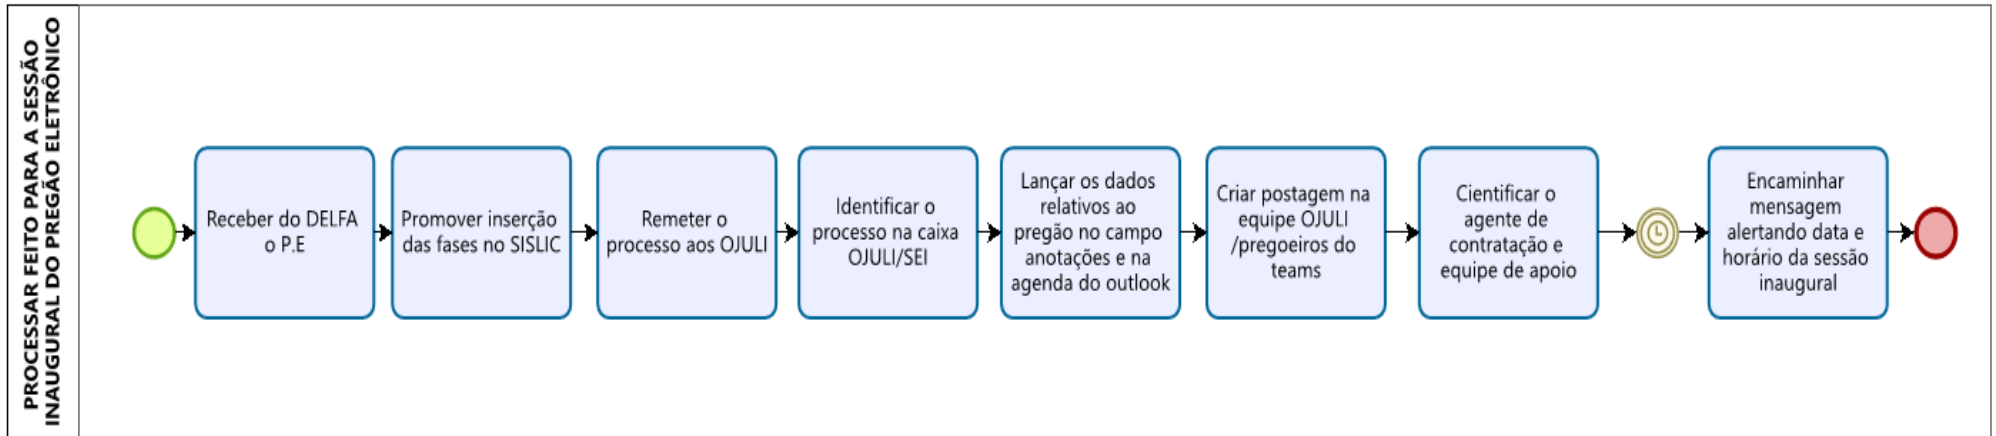 PROCESSAR FEITO PARA A SESSÃO
INAUGURAL DO PREGÃO ELETRÔNICO
Receber do DELFA
o P.E
Promover inserção
das fases no SISLIC
Remeter o
processo aos OJULI
Identificar o
processo na caixa
OJULI/SEI
Lançar os dados
relativos ao
pregão no campo
anotações e na
agenda do outlook
Criar postagem na
equipe OJULI
/pregoeiros do
teams
Cientificar o
agente de
contratação e
equipe de apoio
Encaminhar
mensagem
alertando data e
horário da sessão
inaugural